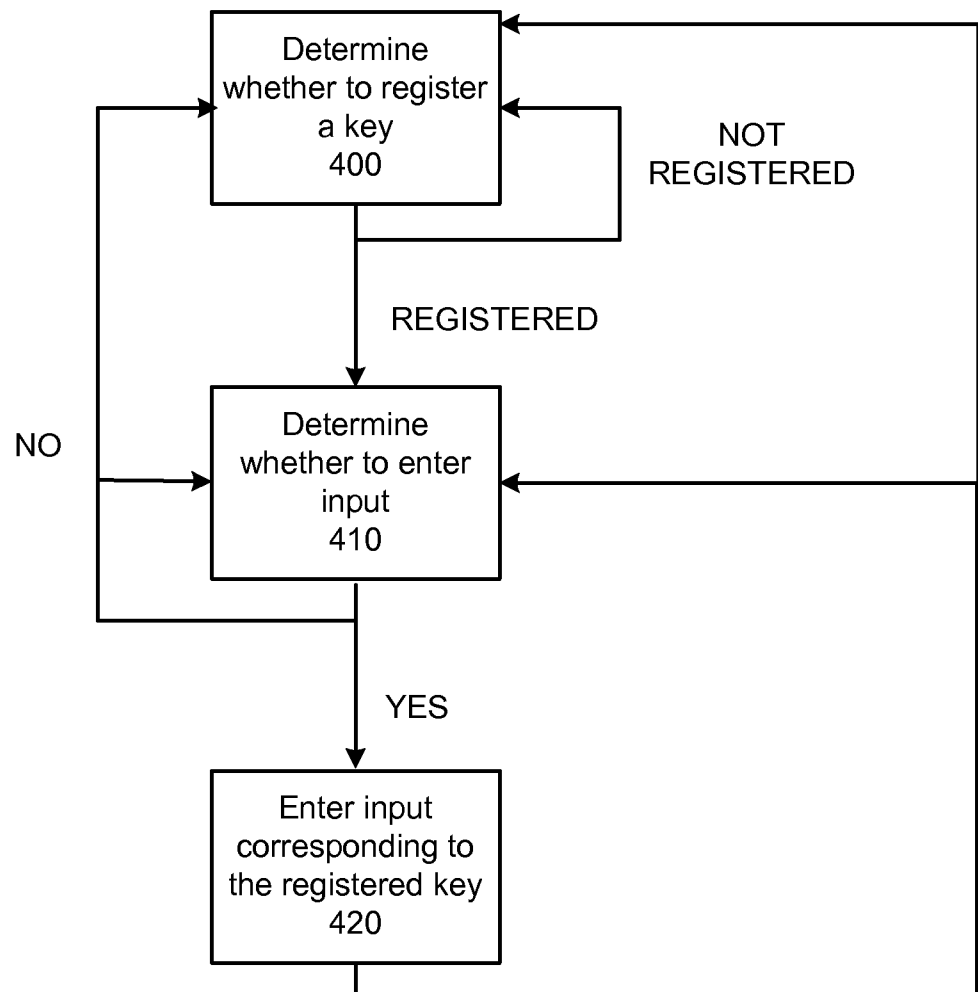 Determine
whether to register
a key
400
NOT
REGISTERED
REGISTERED
Determine
whether to enter
input
410
NO
YES
Enter input
corresponding to
the registered key
420